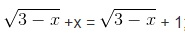 √3 − x +x = √3 − x + 1;